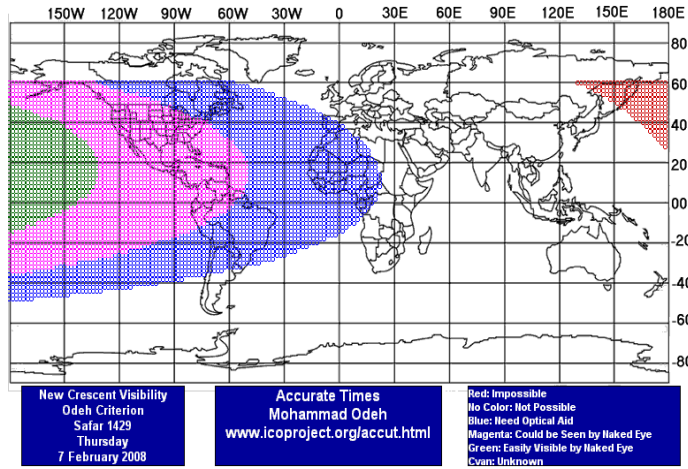 150W 120W 90W 60W 30W 0 30E 60E 90E 120E 150E 180E
80
60
40
20
00
-20
-40
-60
-80
New Crescent Visibility
Odeh Criterion
Safar 1429
Thursday
7 February 2008
Accurate Times
Mohammad Odeh
www.icoproject.org/accut.html
Red: Impossible
No Color: Not Possible
Blue: Need Optical Aid
Magenta: Could be Seen by Naked Eye
Green: Easily Visible by Naked Eye
Cyan: Unknown